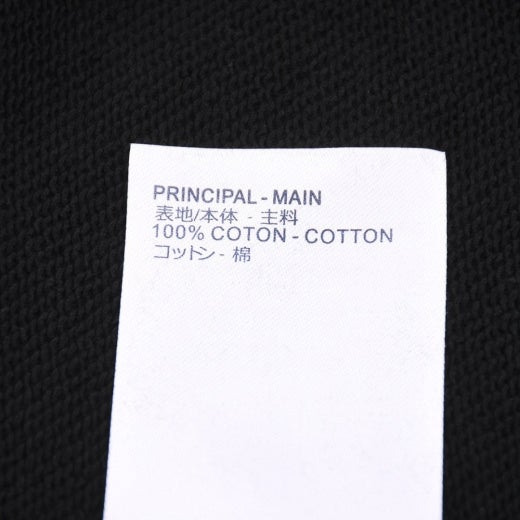 PRINCIPAL - MAIN
表地/本体 - 主料
100% COTON - COTTON
コットン - 棉